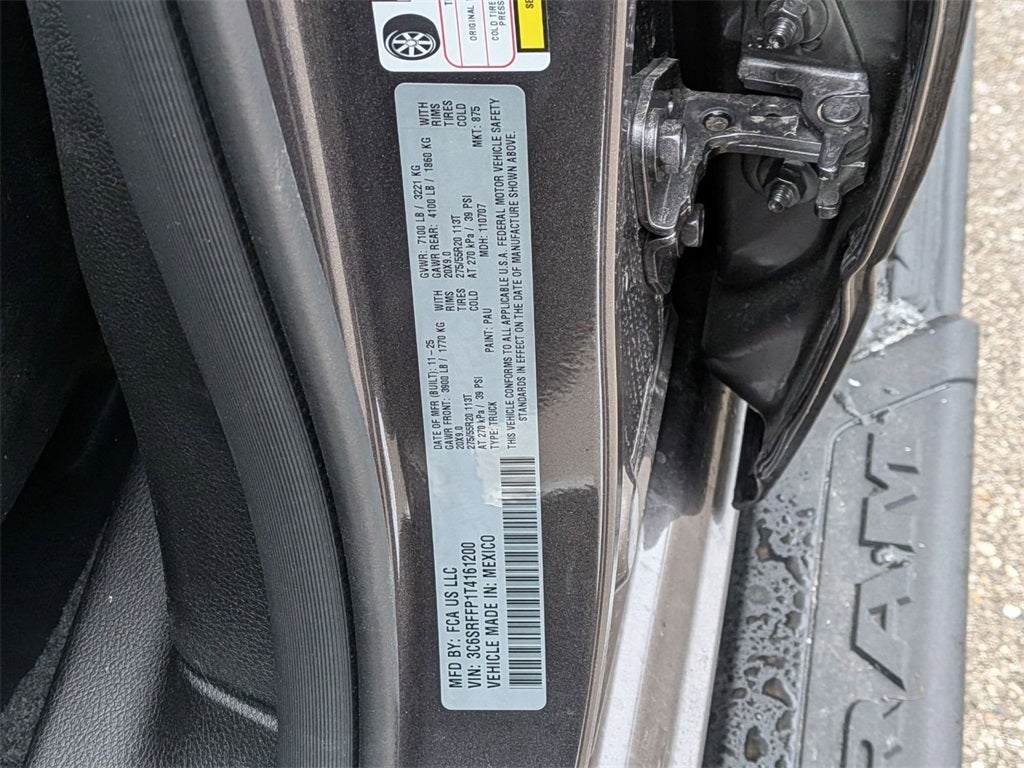 ORIGINAL
COLD TIRE
PRESS
MFD BY: FCA US LLC
VIN: 3C6SRFFP1T4161200
VEHICLE MADE IN: MEXICO
DATE OF MFR (BUILT): 11-25 GVWR: 7100 LB / 3221 KG
GAWR FRONT: 3900 LB / 1770 KG WITH GAWR REAR: 4100 LB / 1860 KG WITH
20X9.0 RIMS 20X9.0 RIMS
275/55R20 113T TIRES 275/55R20 113T TIRES
AT 270 kPa / 39 PSI COLD AT 270 kPa / 39 PSI COLD
TYPE: TRUCK PAINT: PAU MDH: 110707 MKT: 875
THIS VEHICLE CONFORMS TO ALL APPLICABLE U.S.A. FEDERAL MOTOR VEHICLE SAFETY
STANDARDS IN EFFECT ON THE DATE OF MANUFACTURE SHOWN ABOVE.
RAM